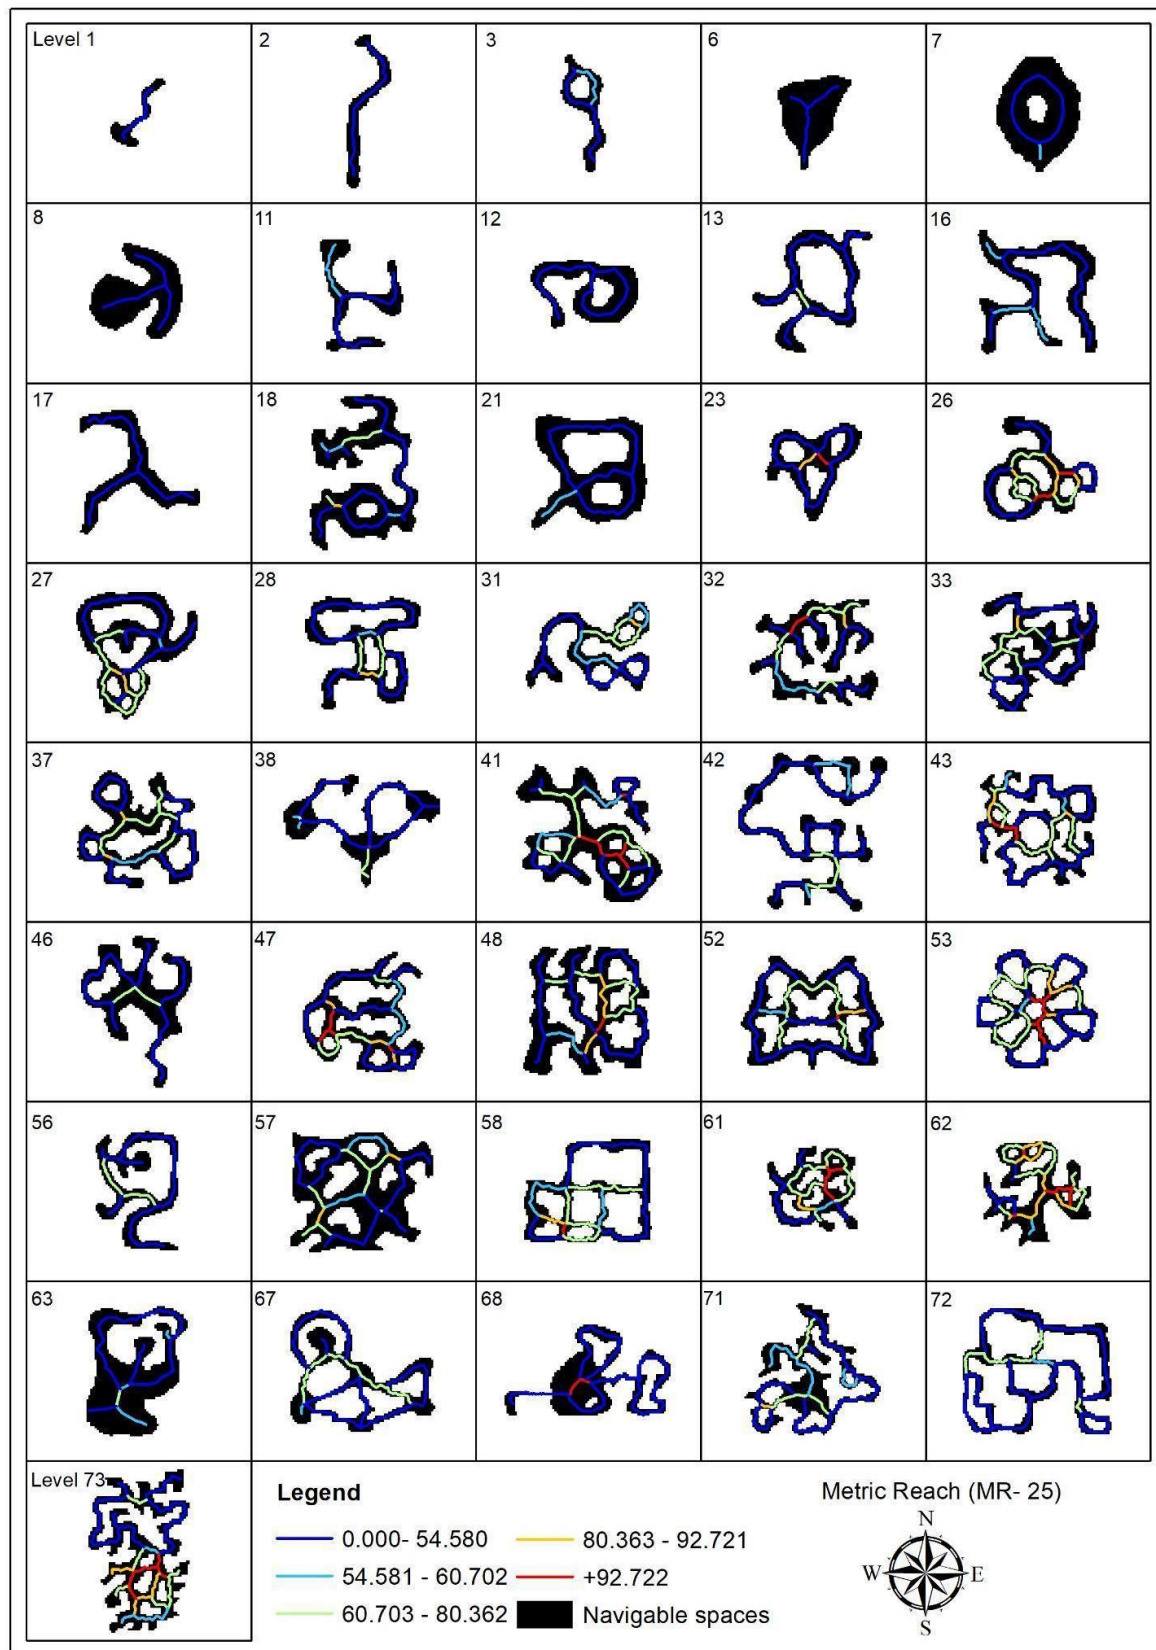 Level 1 2 3 6 7
8 11 12 13 16
17 18 21 23 26
27 28 31 32 33
37 38 41 42 43
46 47 48 52 53
56 57 58 61 62
63 67 68 71 72
Level 73
Legend
Metric Reach (MR- 25)
0.000- 54.580
80.363 - 92.721
54.581 - 60.702
+92.722
60.703 - 80.362
Navigable spaces
N
W E
S